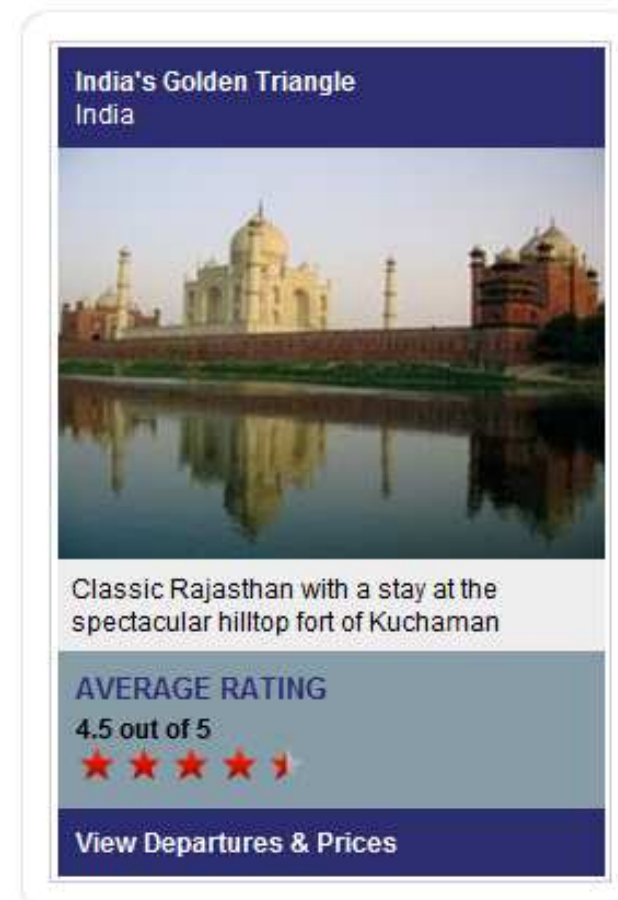 India's Golden Triangle
India
Classic Rajasthan with a stay at the
spectacular hilltop fort of Kuchaman
AVERAGE RATING
4.5 out of 5
View Departures & Prices